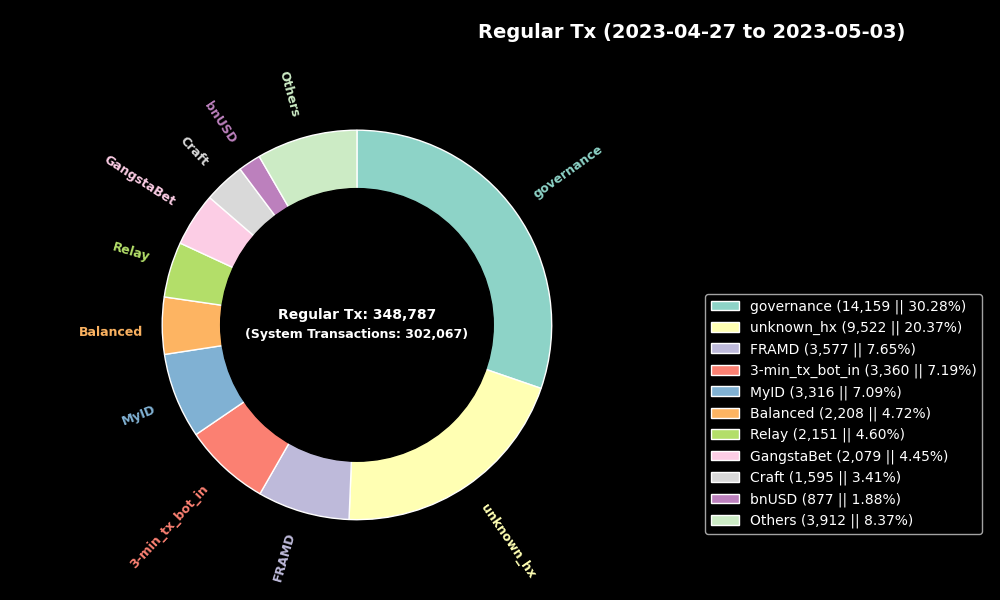 Regular Tx (2023-04-27 to 2023-05-03)
Others
bnUSD
Craft
GangstaBet
governance
Relay
Balanced
MyID
3-min_tx_bot_in
FRAMD
unknown_hx
Regular Tx: 348,787
(System Transactions: 302,067)
governance (14,159 || 30.28%)
unknown_hx (9,522 || 20.37%)
FRAMD (3,577 || 7.65%)
3-min_tx_bot_in (3,360 || 7.19%)
MyID (3,316 || 7.09%)
Balanced (2,208 || 4.72%)
Relay (2,151 || 4.60%)
GangstaBet (2,079 || 4.45%)
Craft (1,595 || 3.41%)
bnUSD (877 || 1.88%)
Others (3,912 || 8.37%)